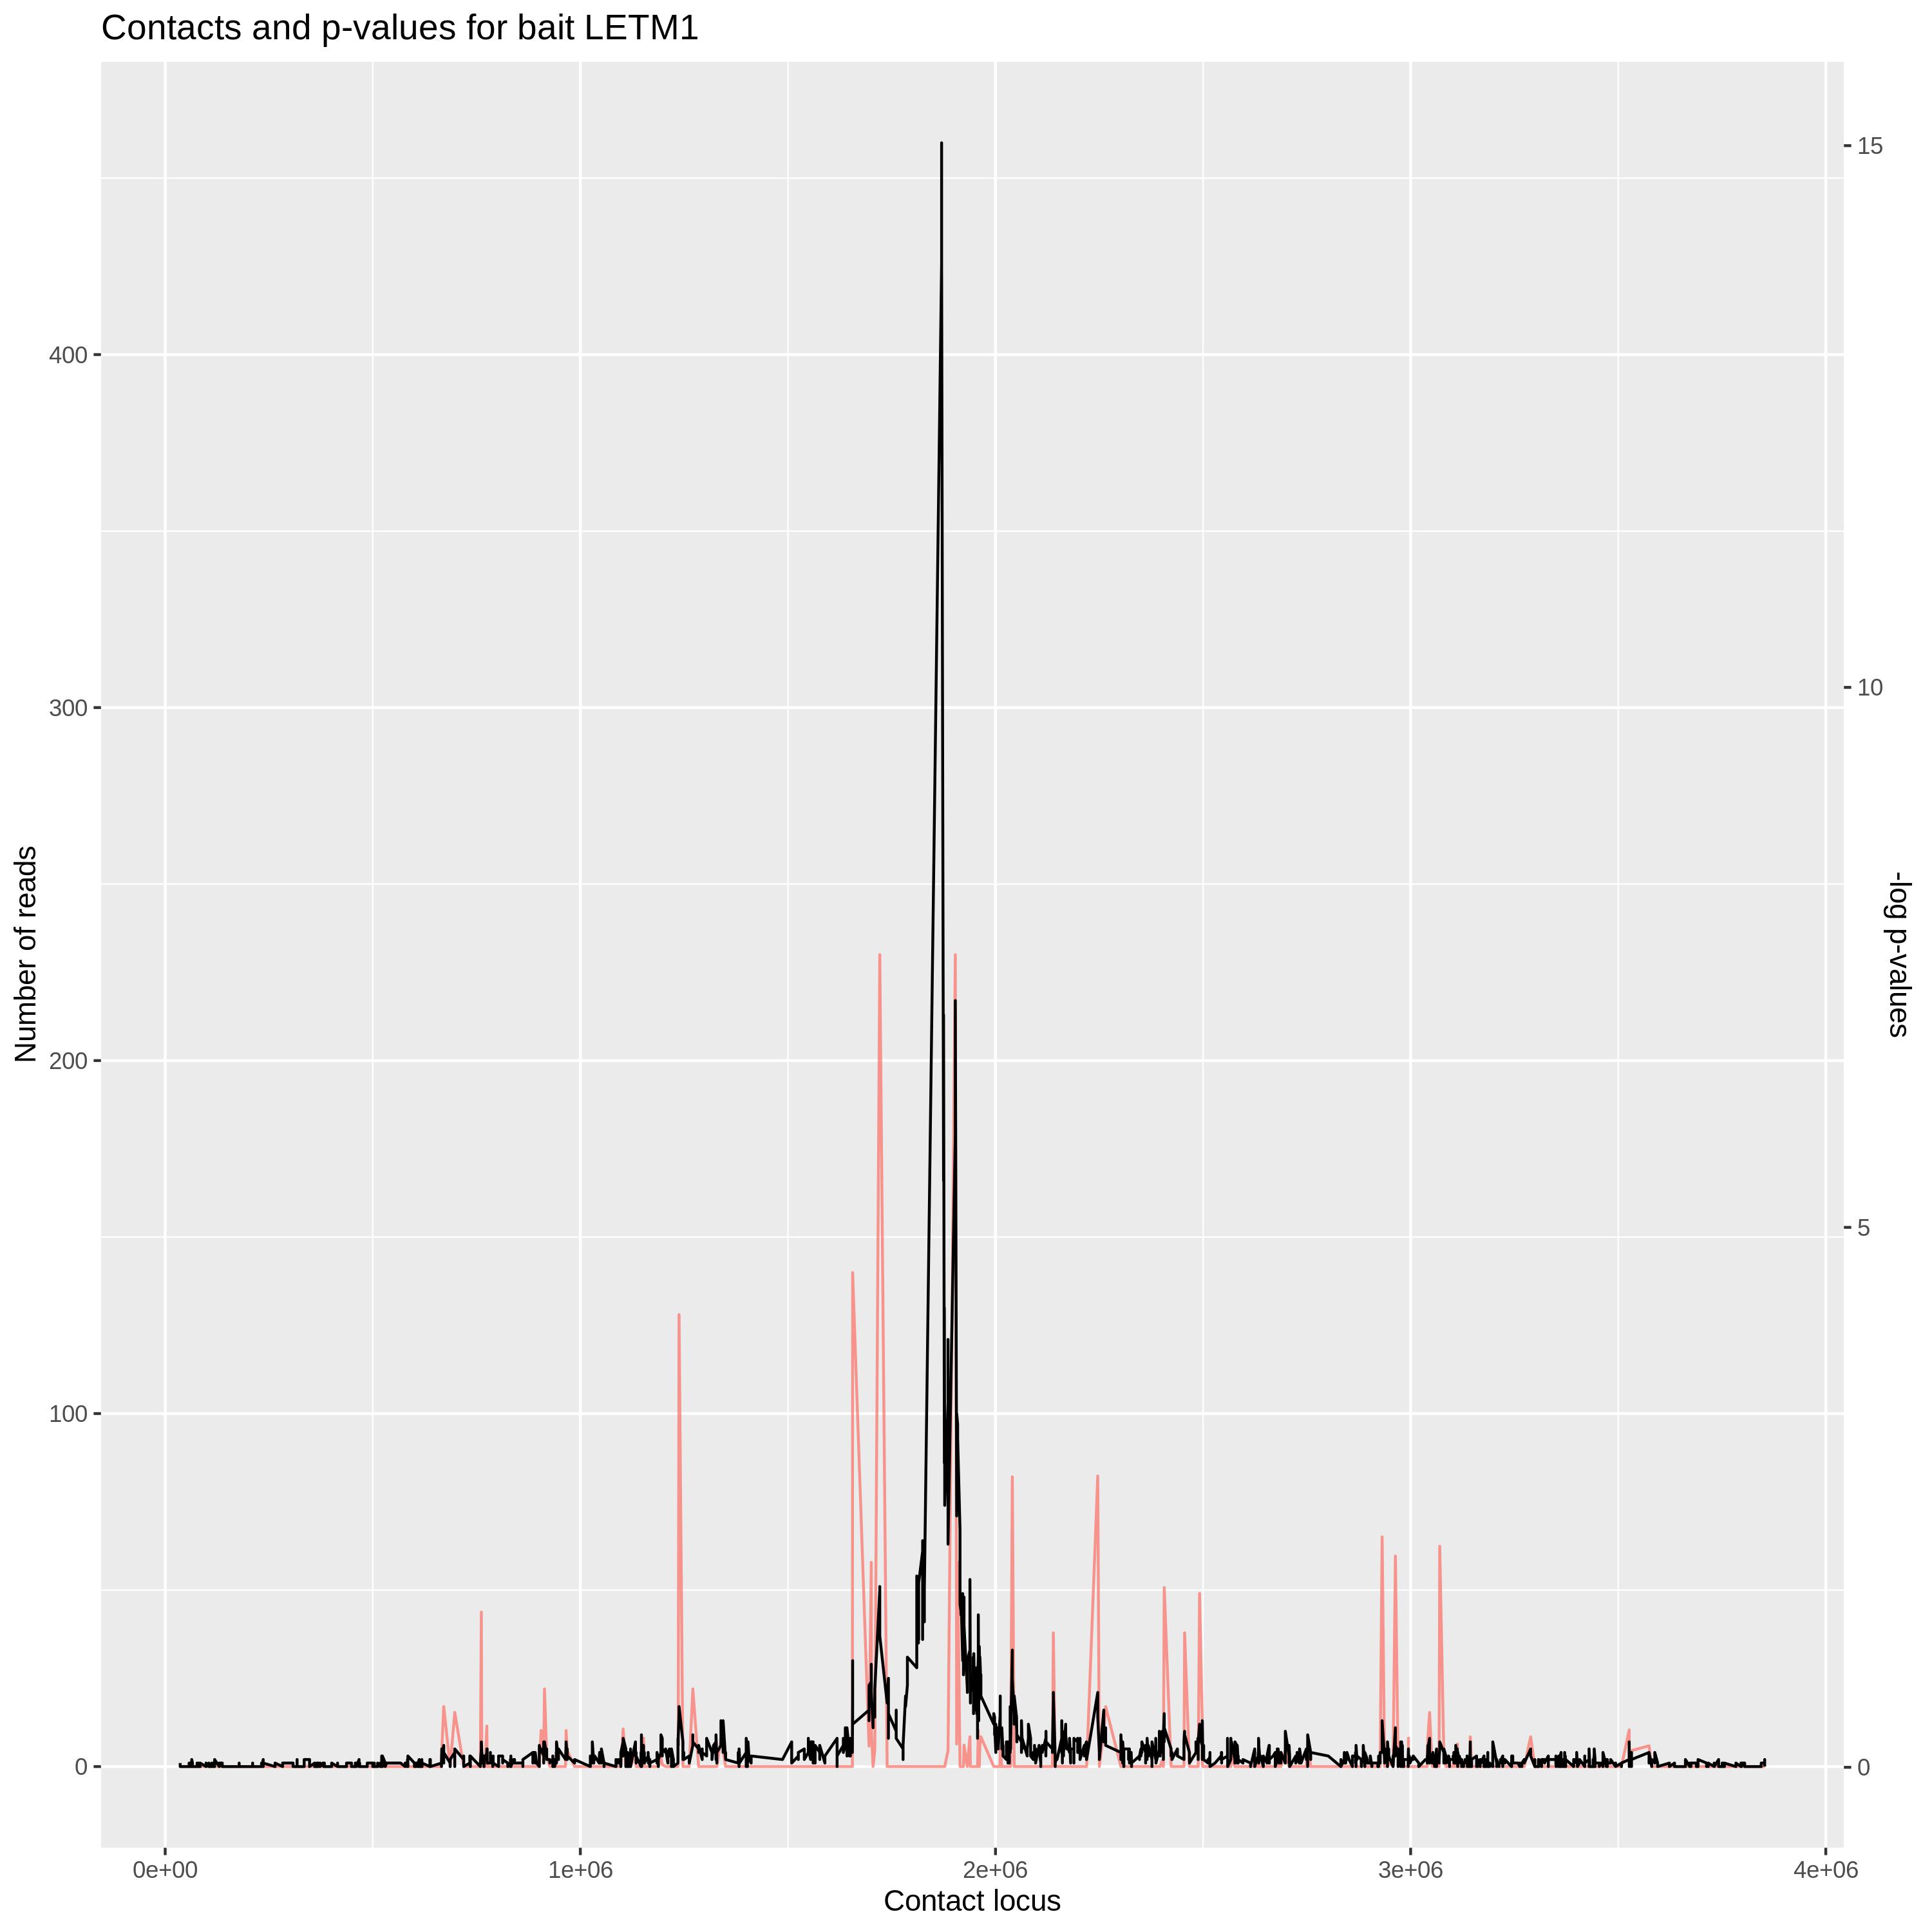 Contacts and p-values for bait LETM1
Number of reads
400
300
200
100
0
15
10
5
0
-log p-values
0e+00 1e+06 2e+06 3e+06 4e+06
Contact locus